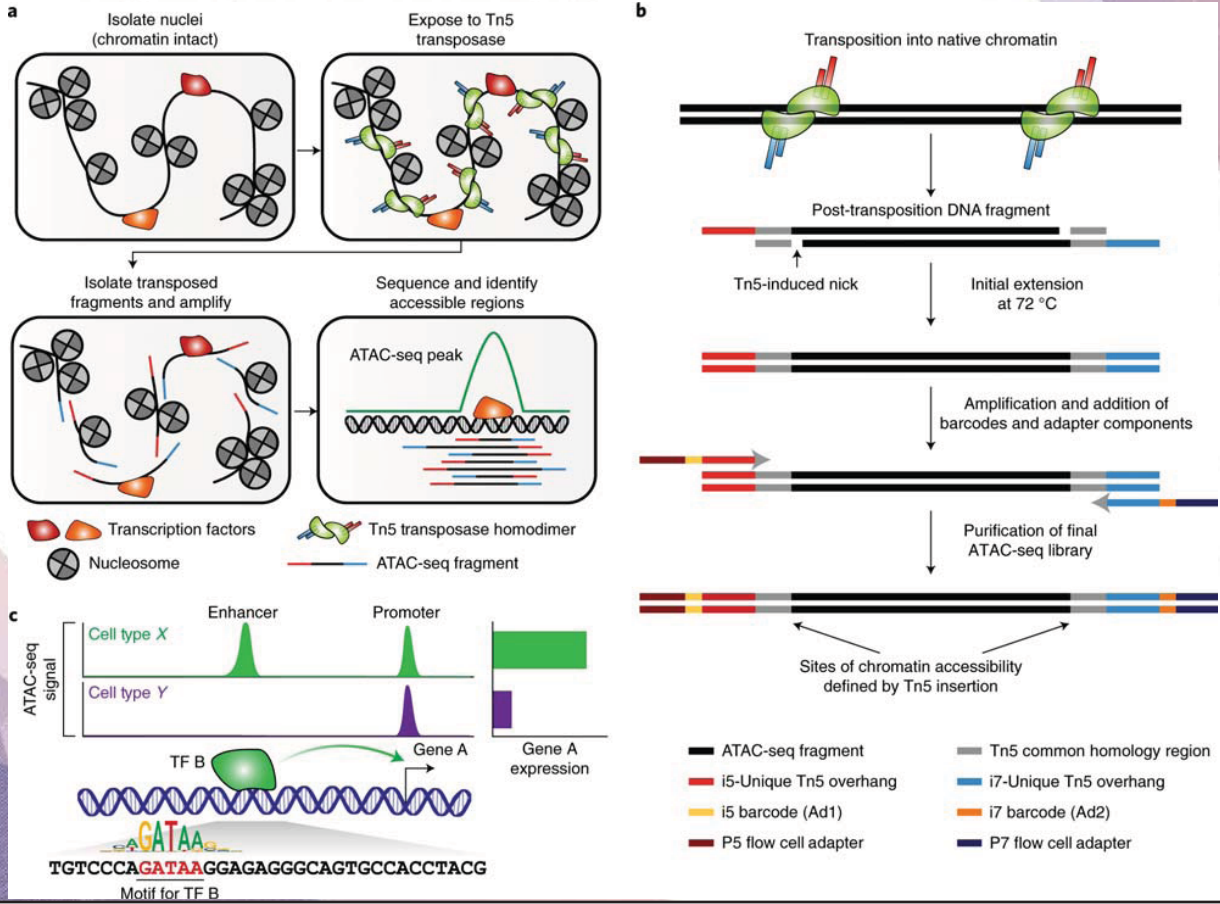 a
Isolate nuclei
(chromatin intact)
Expose to Tn5
transposase
Isolate transposed
fragments and amplify
Sequence and identify
accessible regions
ATAC-seq peak
Transcription factors
Tn5 transposase homodimer
Nucleosome
ATAC-seq fragment
b
Transposition into native chromatin
Post-transposition DNA fragment
Tn5-induced nick
Initial extension
at 72 °C
Amplification and addition of
barcodes and adapter components
Purification of final
ATAC-seq library
Sites of chromatin accessibility
defined by Tn5 insertion
ATAC-seq fragment
Tn5 common homology region
i5-Unique Tn5 overhang
i7-Unique Tn5 overhang
i5 barcode (Ad1)
i7 barcode (Ad2)
P5 flow cell adapter
P7 flow cell adapter
c
Enhancer
Promoter
ATAC-seq
signal
Cell type X
Cell type Y
Gene A
expression
TF B
Gene A
GATAA
TGTCCCAGATAAGGAGAGGGCAGTGCCACCTACG
Motif for TF B